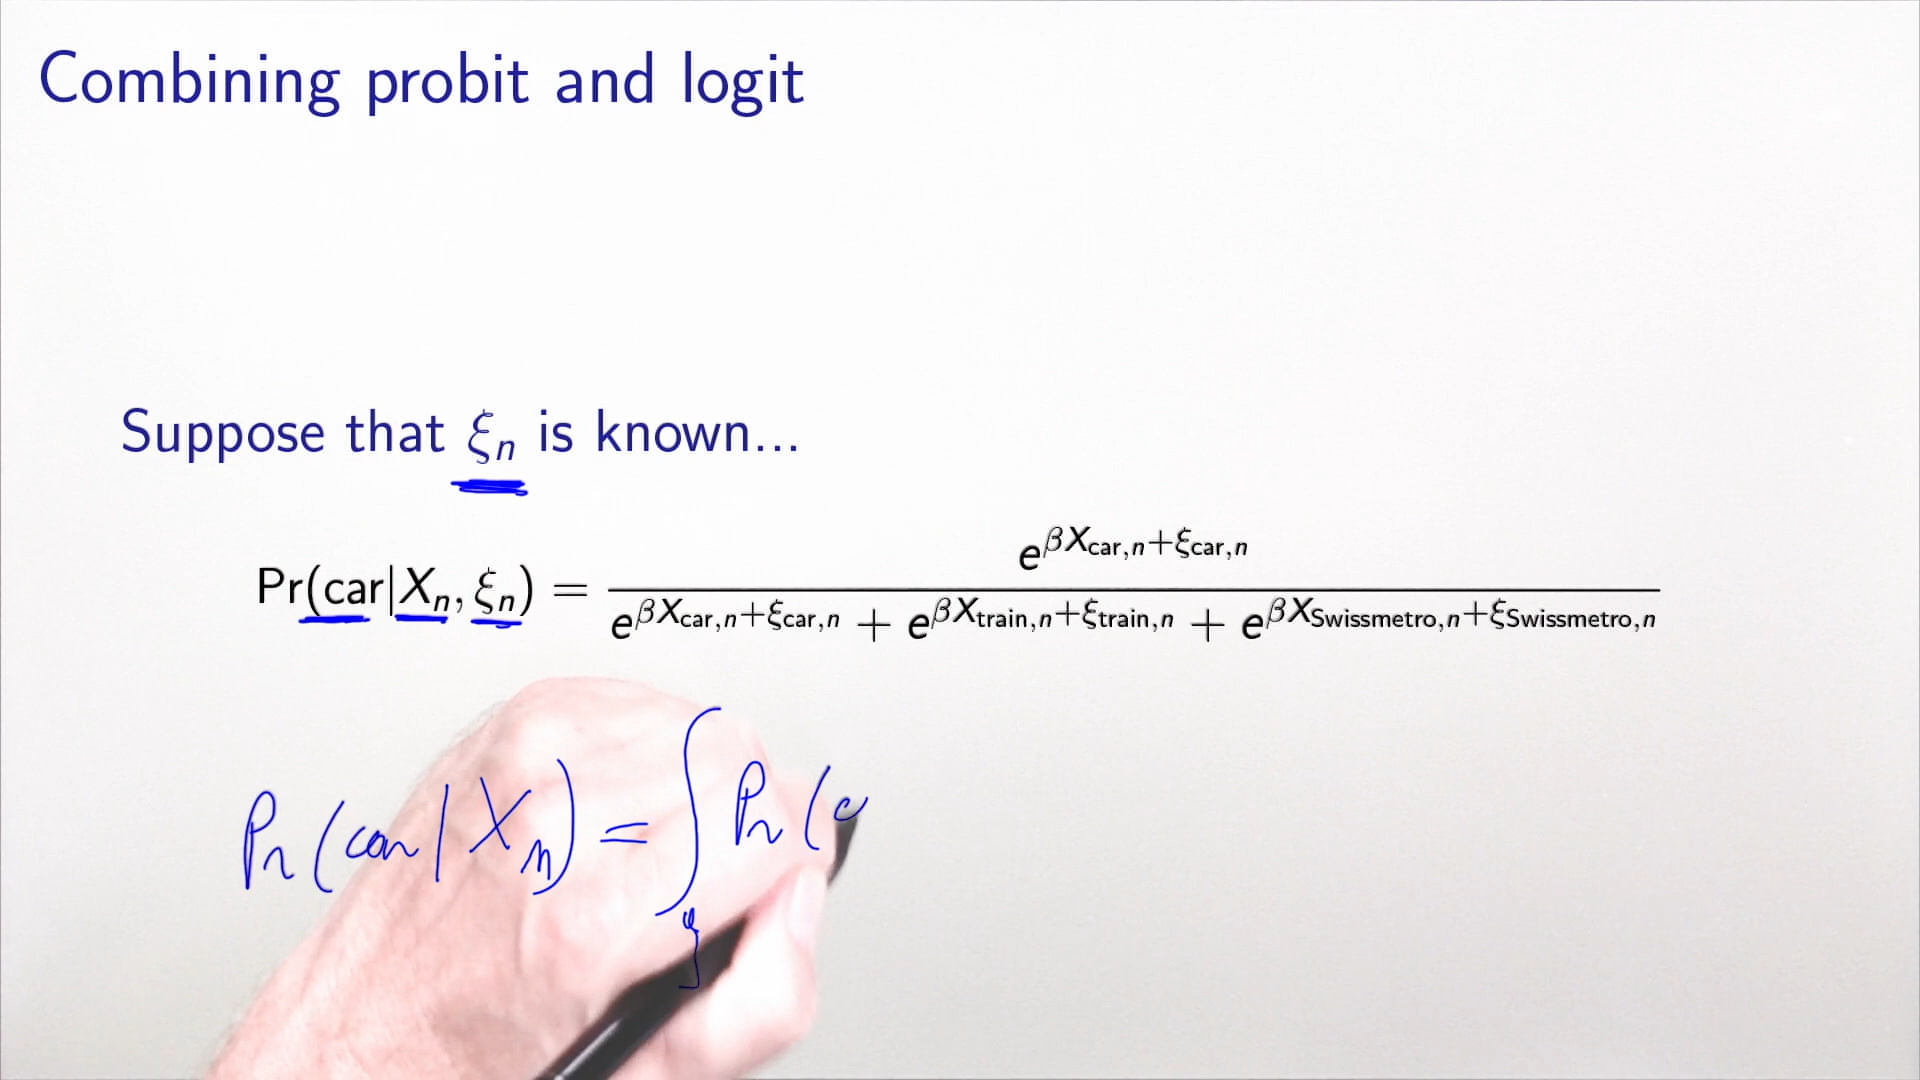 Combining probit and logit
Suppose that ξn is known...
Pr(car|Xn, ξn) = e^{βXcar,n+ξcar,n} / (e^{βXcar,n+ξcar,n} + e^{βXtrain,n+ξtrain,n} + e^{βXSwissmetro,n+ξSwissmetro,n})
Pr(car|Xn) = ∫ξ Pr(c